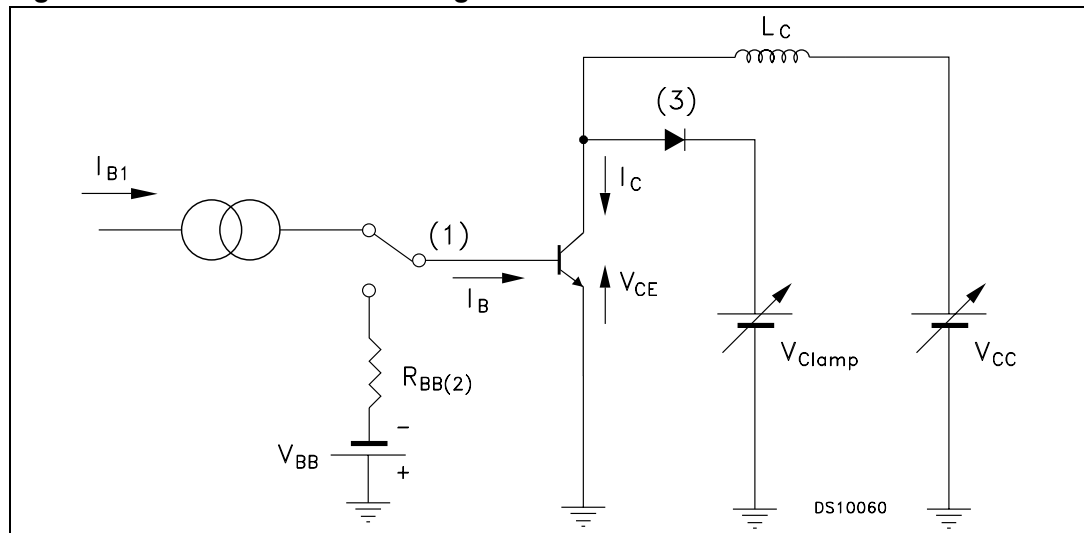 L_C
(3)
I_B1
I_C
(1)
I_B
V_CE
R_BB(2)
V_Clamp
V_CC
-
V_BB
+
DS10060